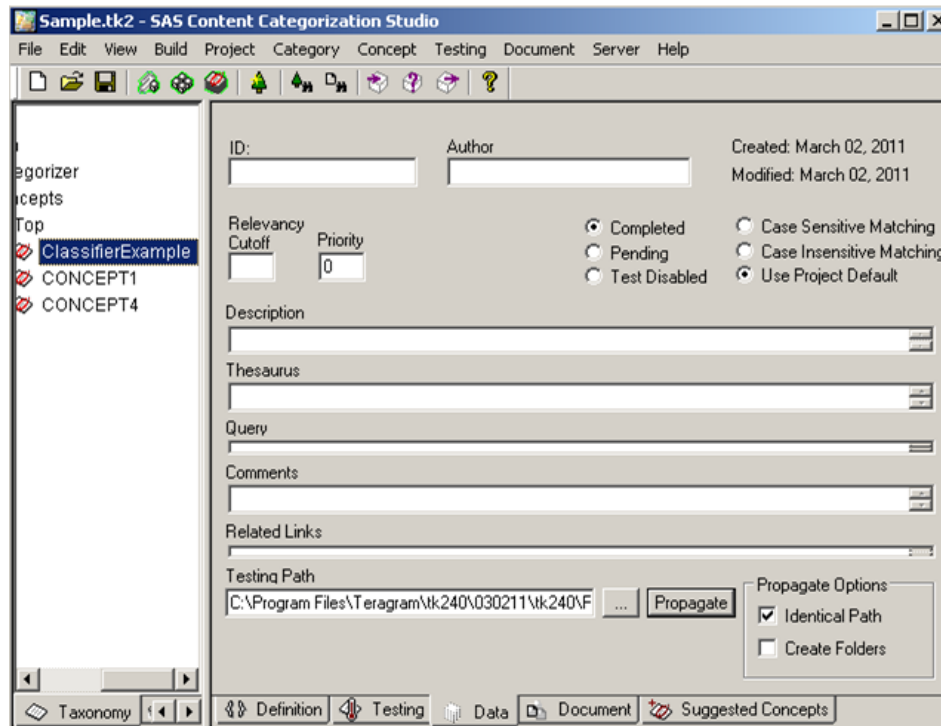 Sample.tk2 - SAS Content Categorization Studio
File Edit View Build Project Category Concept Testing Document Server Help
ID:
Author
Created: March 02, 2011
Modified: March 02, 2011
egorizer
cepts
Top
ClassifierExample
CONCEPT1
CONCEPT4
Relevancy
Cutoff
Priority
0
Completed
Pending
Test Disabled
Case Sensitive Matching
Case Insensitive Matching
Use Project Default
Description
Thesaurus
Query
Comments
Related Links
Testing Path
C:\Program Files\Teragram\tk240\030211\tk240\F
...
Propagate
Propagate Options
Identical Path
Create Folders
Taxonomy
Definition
Testing
Data
Document
Suggested Concepts